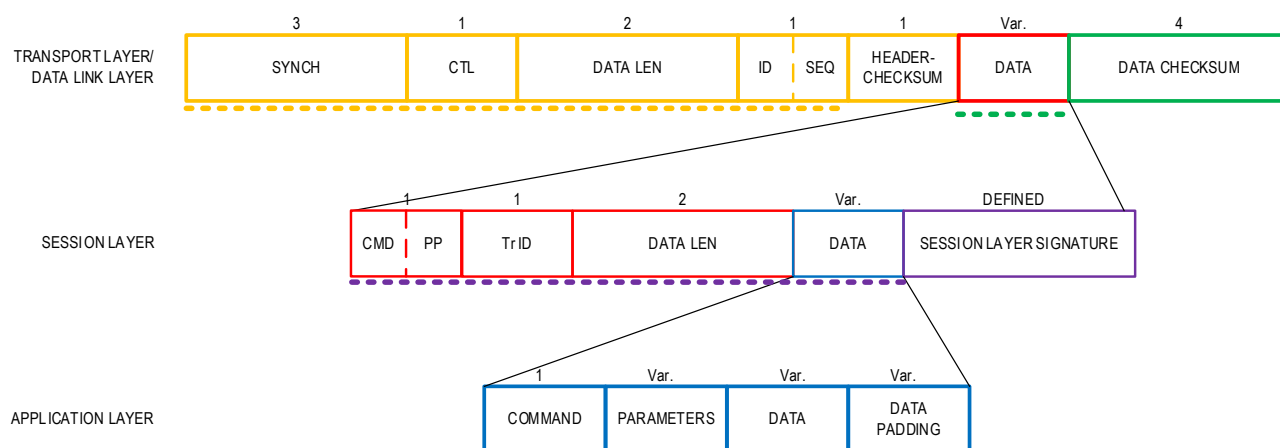 3 1 2 1 1 Var. 4
TRANSPORT LAYER/
DATA LINK LAYER
SYNCH CTL DATA LEN ID SEQ HEADER-
CHECKSUM DATA DATA CHECKSUM
1 1 2 Var. DEFINED
SESSION LAYER CMD PP Tr ID DATA LEN DATA SESSION LAYER SIGNATURE
1 Var. Var. Var.
APPLICATION LAYER COMMAND PARAMETERS DATA DATA
PADDING